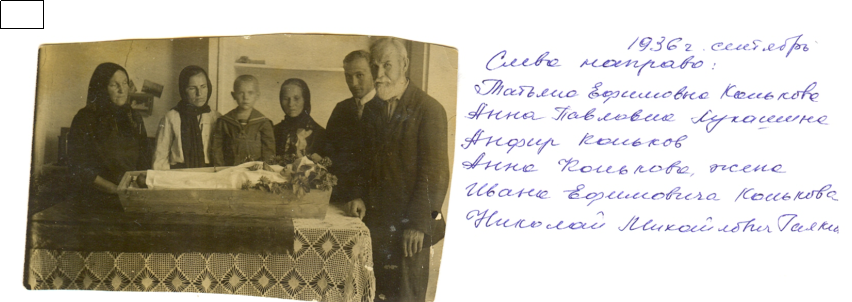 1936 г. сентябрь
Слева направо:
Татьяна Ефимовна Конькова
Анна Павловна Лукашина
Анфир Коньков
Анна Конькова, жена
Ивана Ефимовича Конькова
Николай Михайлович